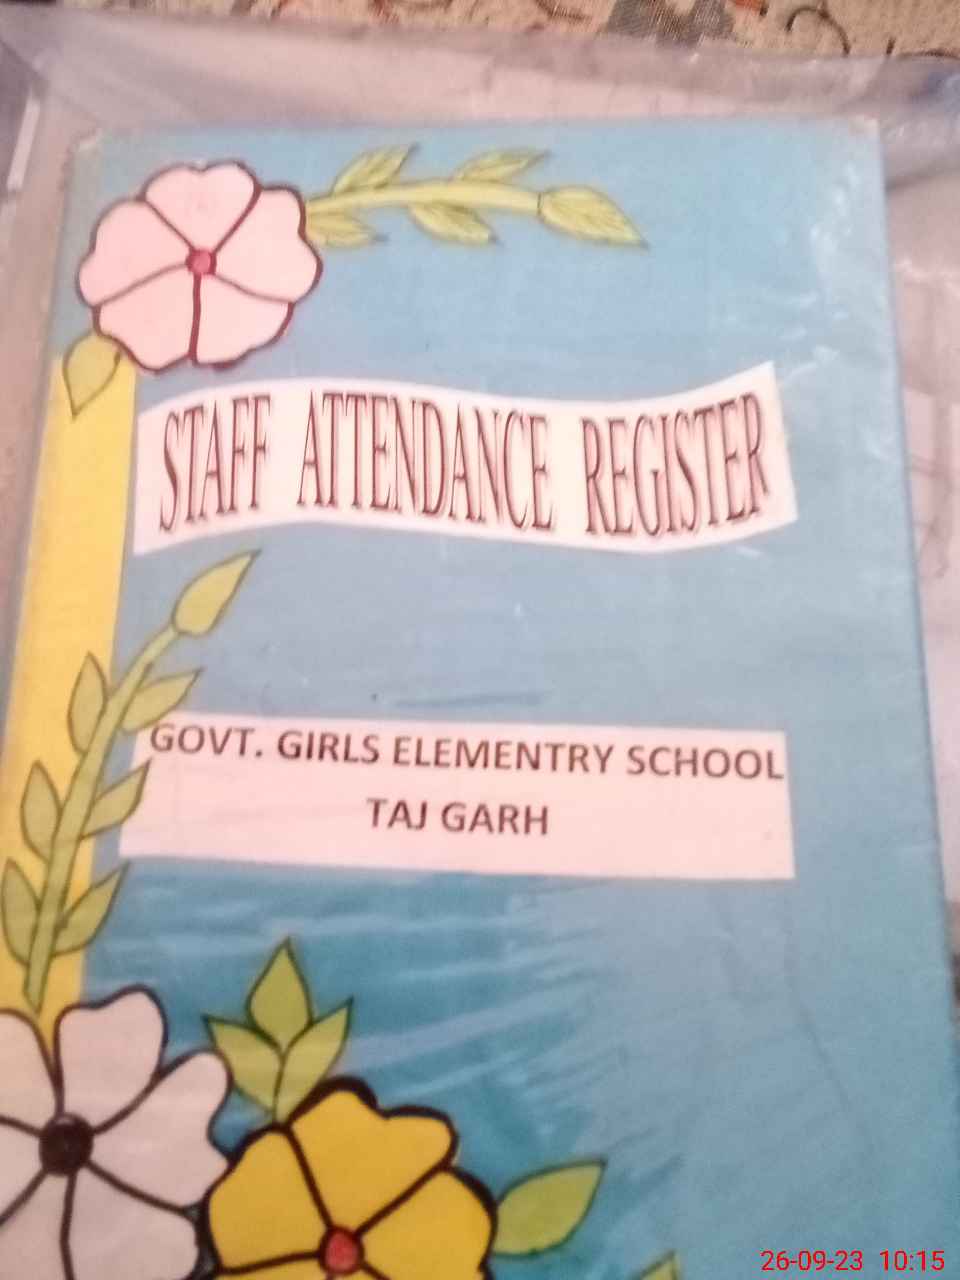 STAFF ATTENDANCE REGISTER
GOVT. GIRLS ELEMENTRY SCHOOL
TAJ GARH
26-09-23 10:15